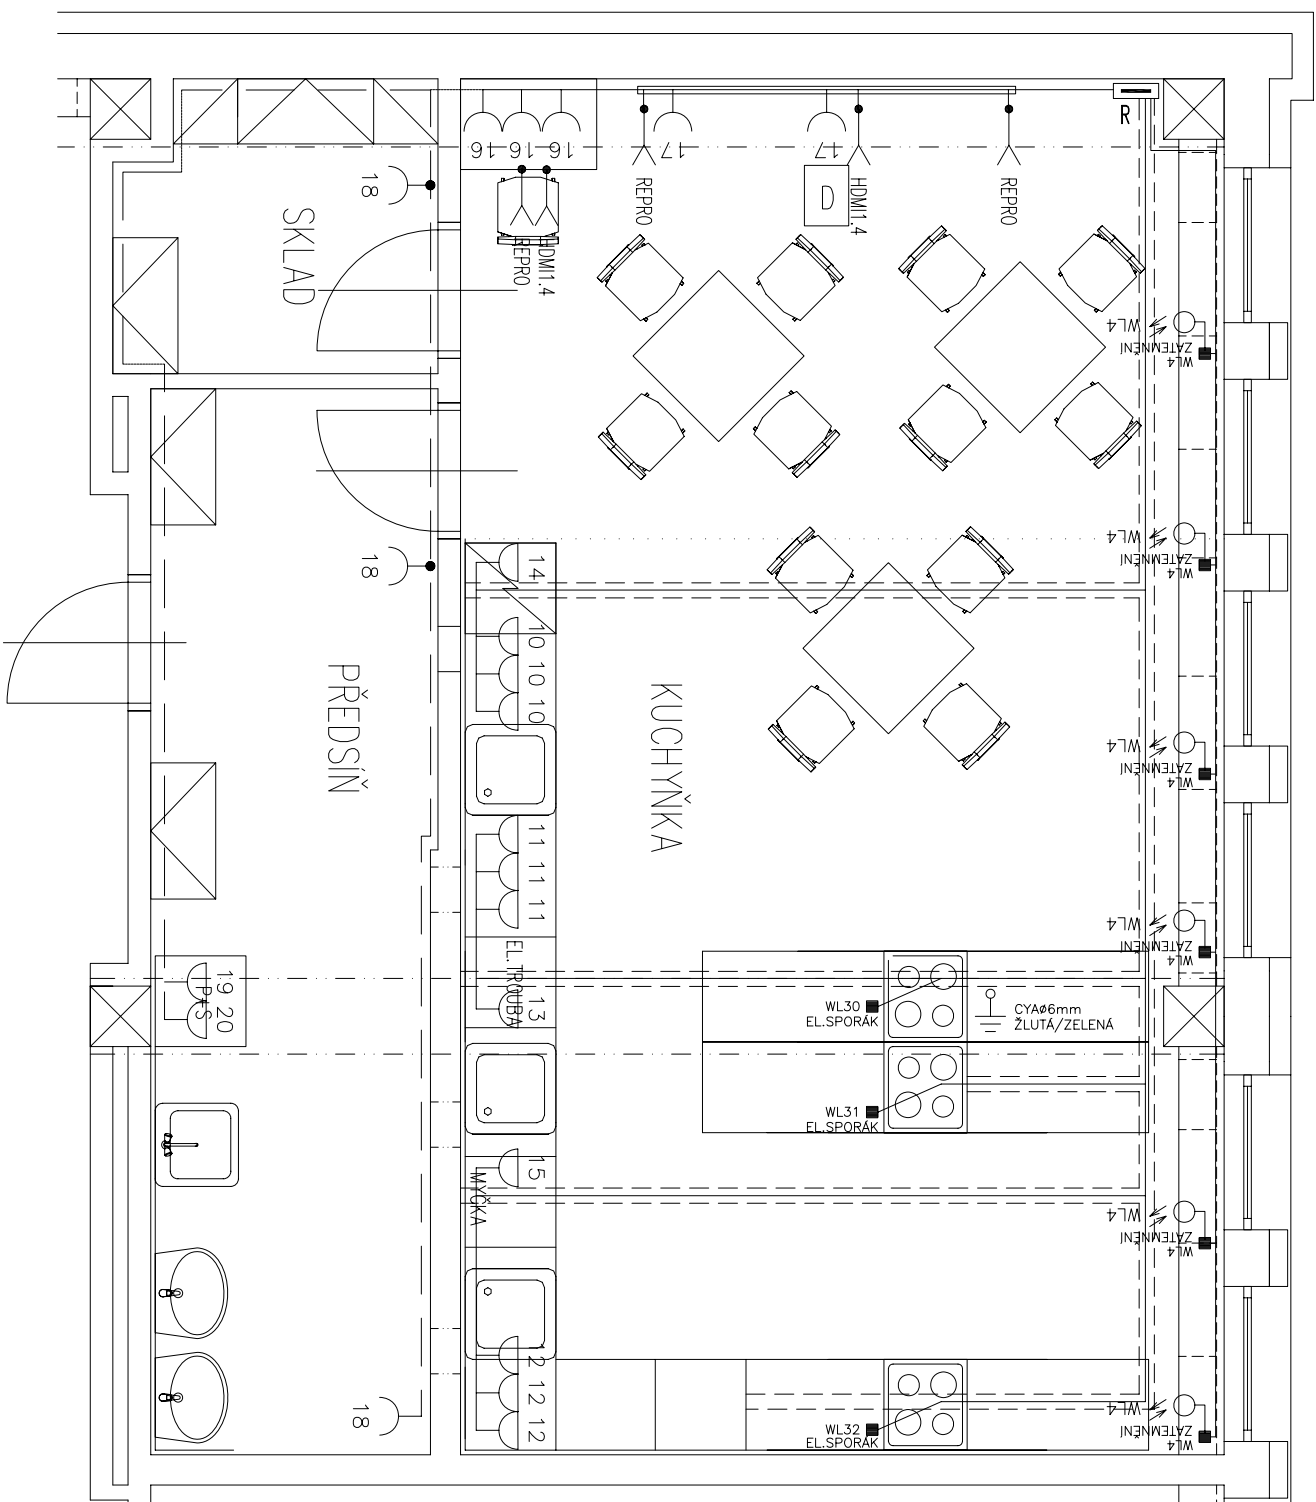 R
16 16 16
17
17
18
SKLAD
REPRO
HDMI1.4
REPRO
HDMI1.4
D
REPRO
WL4
ZATEMNĚNÍ
WL4
WL4
ZATEMNĚNÍ
WL4
18
14
10 10 10
PŘEDSÍŇ
KUCHYŇKA
WL4
ZATEMNĚNÍ
WL4
11 11 11
WL4
ZATEMNĚNÍ
WL4
EL.TROUBA
13
19 20
P+S
WL30
EL.SPORÁK
CYAø6mm
ŽLUTÁ/ZELENÁ
WL31
EL.SPORÁK
15
MYČKA
WL4
ZATEMNĚNÍ
WL4
12 12 12
18
WL32
EL.SPORÁK
WL4
ZATEMNĚNÍ
WL4